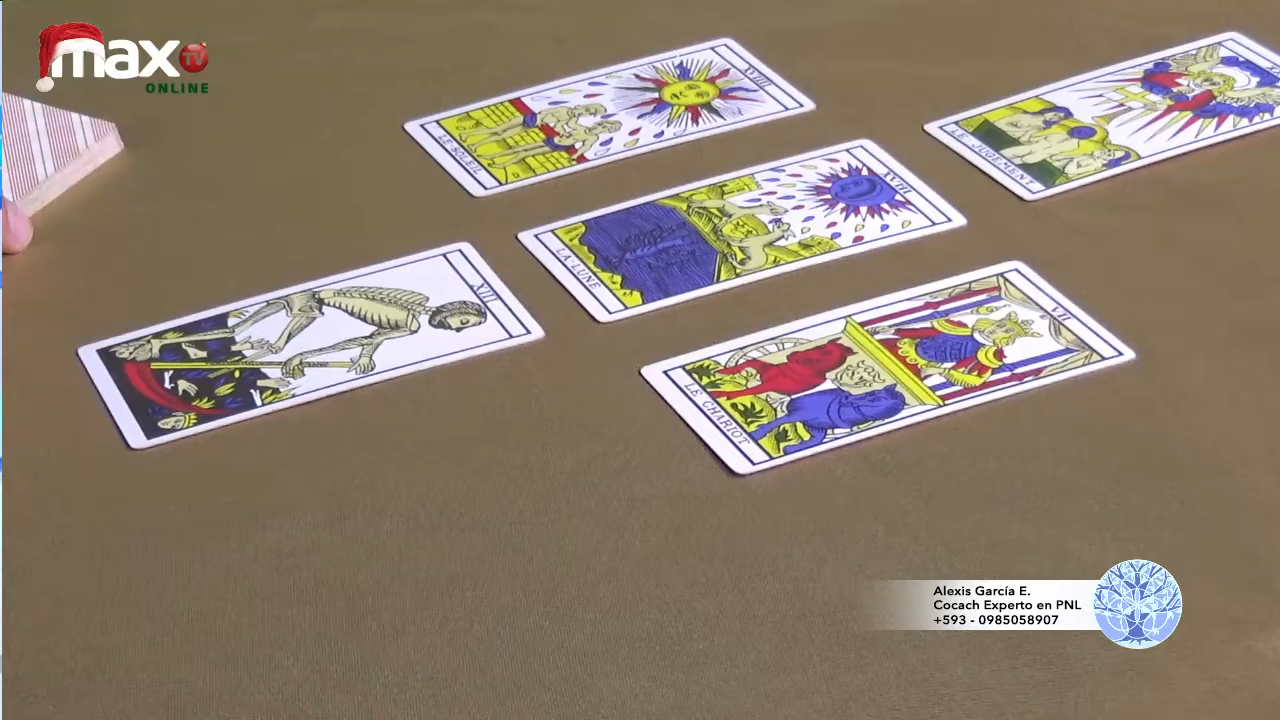 max TV
ONLINE
XVIIII
LE SOLEIL
LE JUGEMENT
XVIII
LA LUNE
XIII
VII
LE CHARIOT
Alexis García E.
Cocach Experto en PNL
+593 - 0985058907